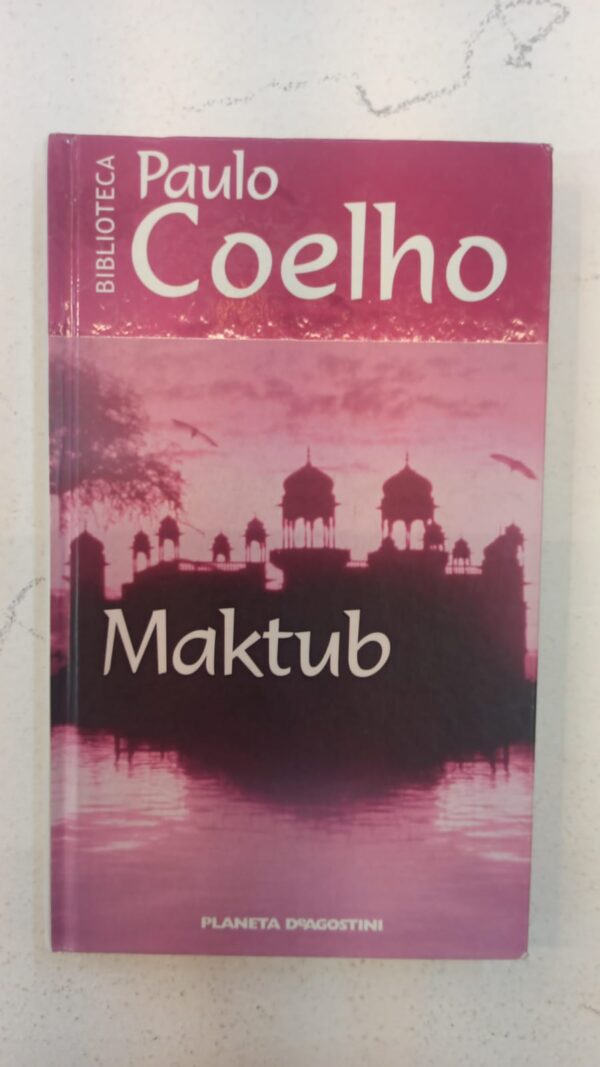 BIBLIOTECA
Paulo
Coelho
Maktub
PLANETA DeAGOSTINI